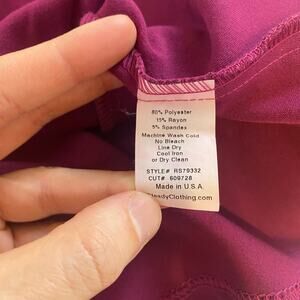 80% Polyester
15% Rayon
5% Spandex
Machine Wash Cold
No Bleach
Line Dry
Cool Iron
or Dry Clean
STYLE# RS79332
CUT# 609728
Made in U.S.A.